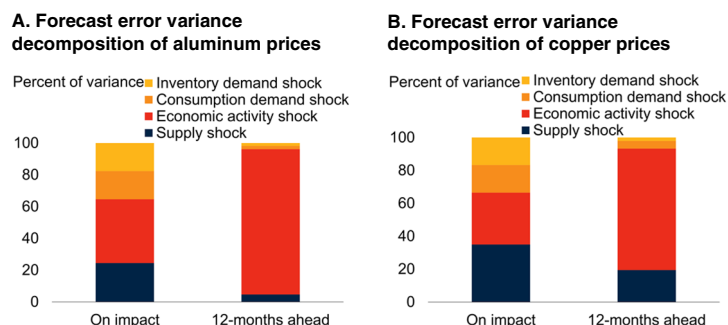 A. Forecast error variance
decomposition of aluminum prices
Percent of variance
Inventory demand shock
Consumption demand shock
Economic activity shock
Supply shock
100
80
60
40
20
0
On impact
12-months ahead
B. Forecast error variance
decomposition of copper prices
Percent of variance
Inventory demand shock
Consumption demand shock
Economic activity shock
Supply shock
100
80
60
40
20
0
On impact
12-months ahead